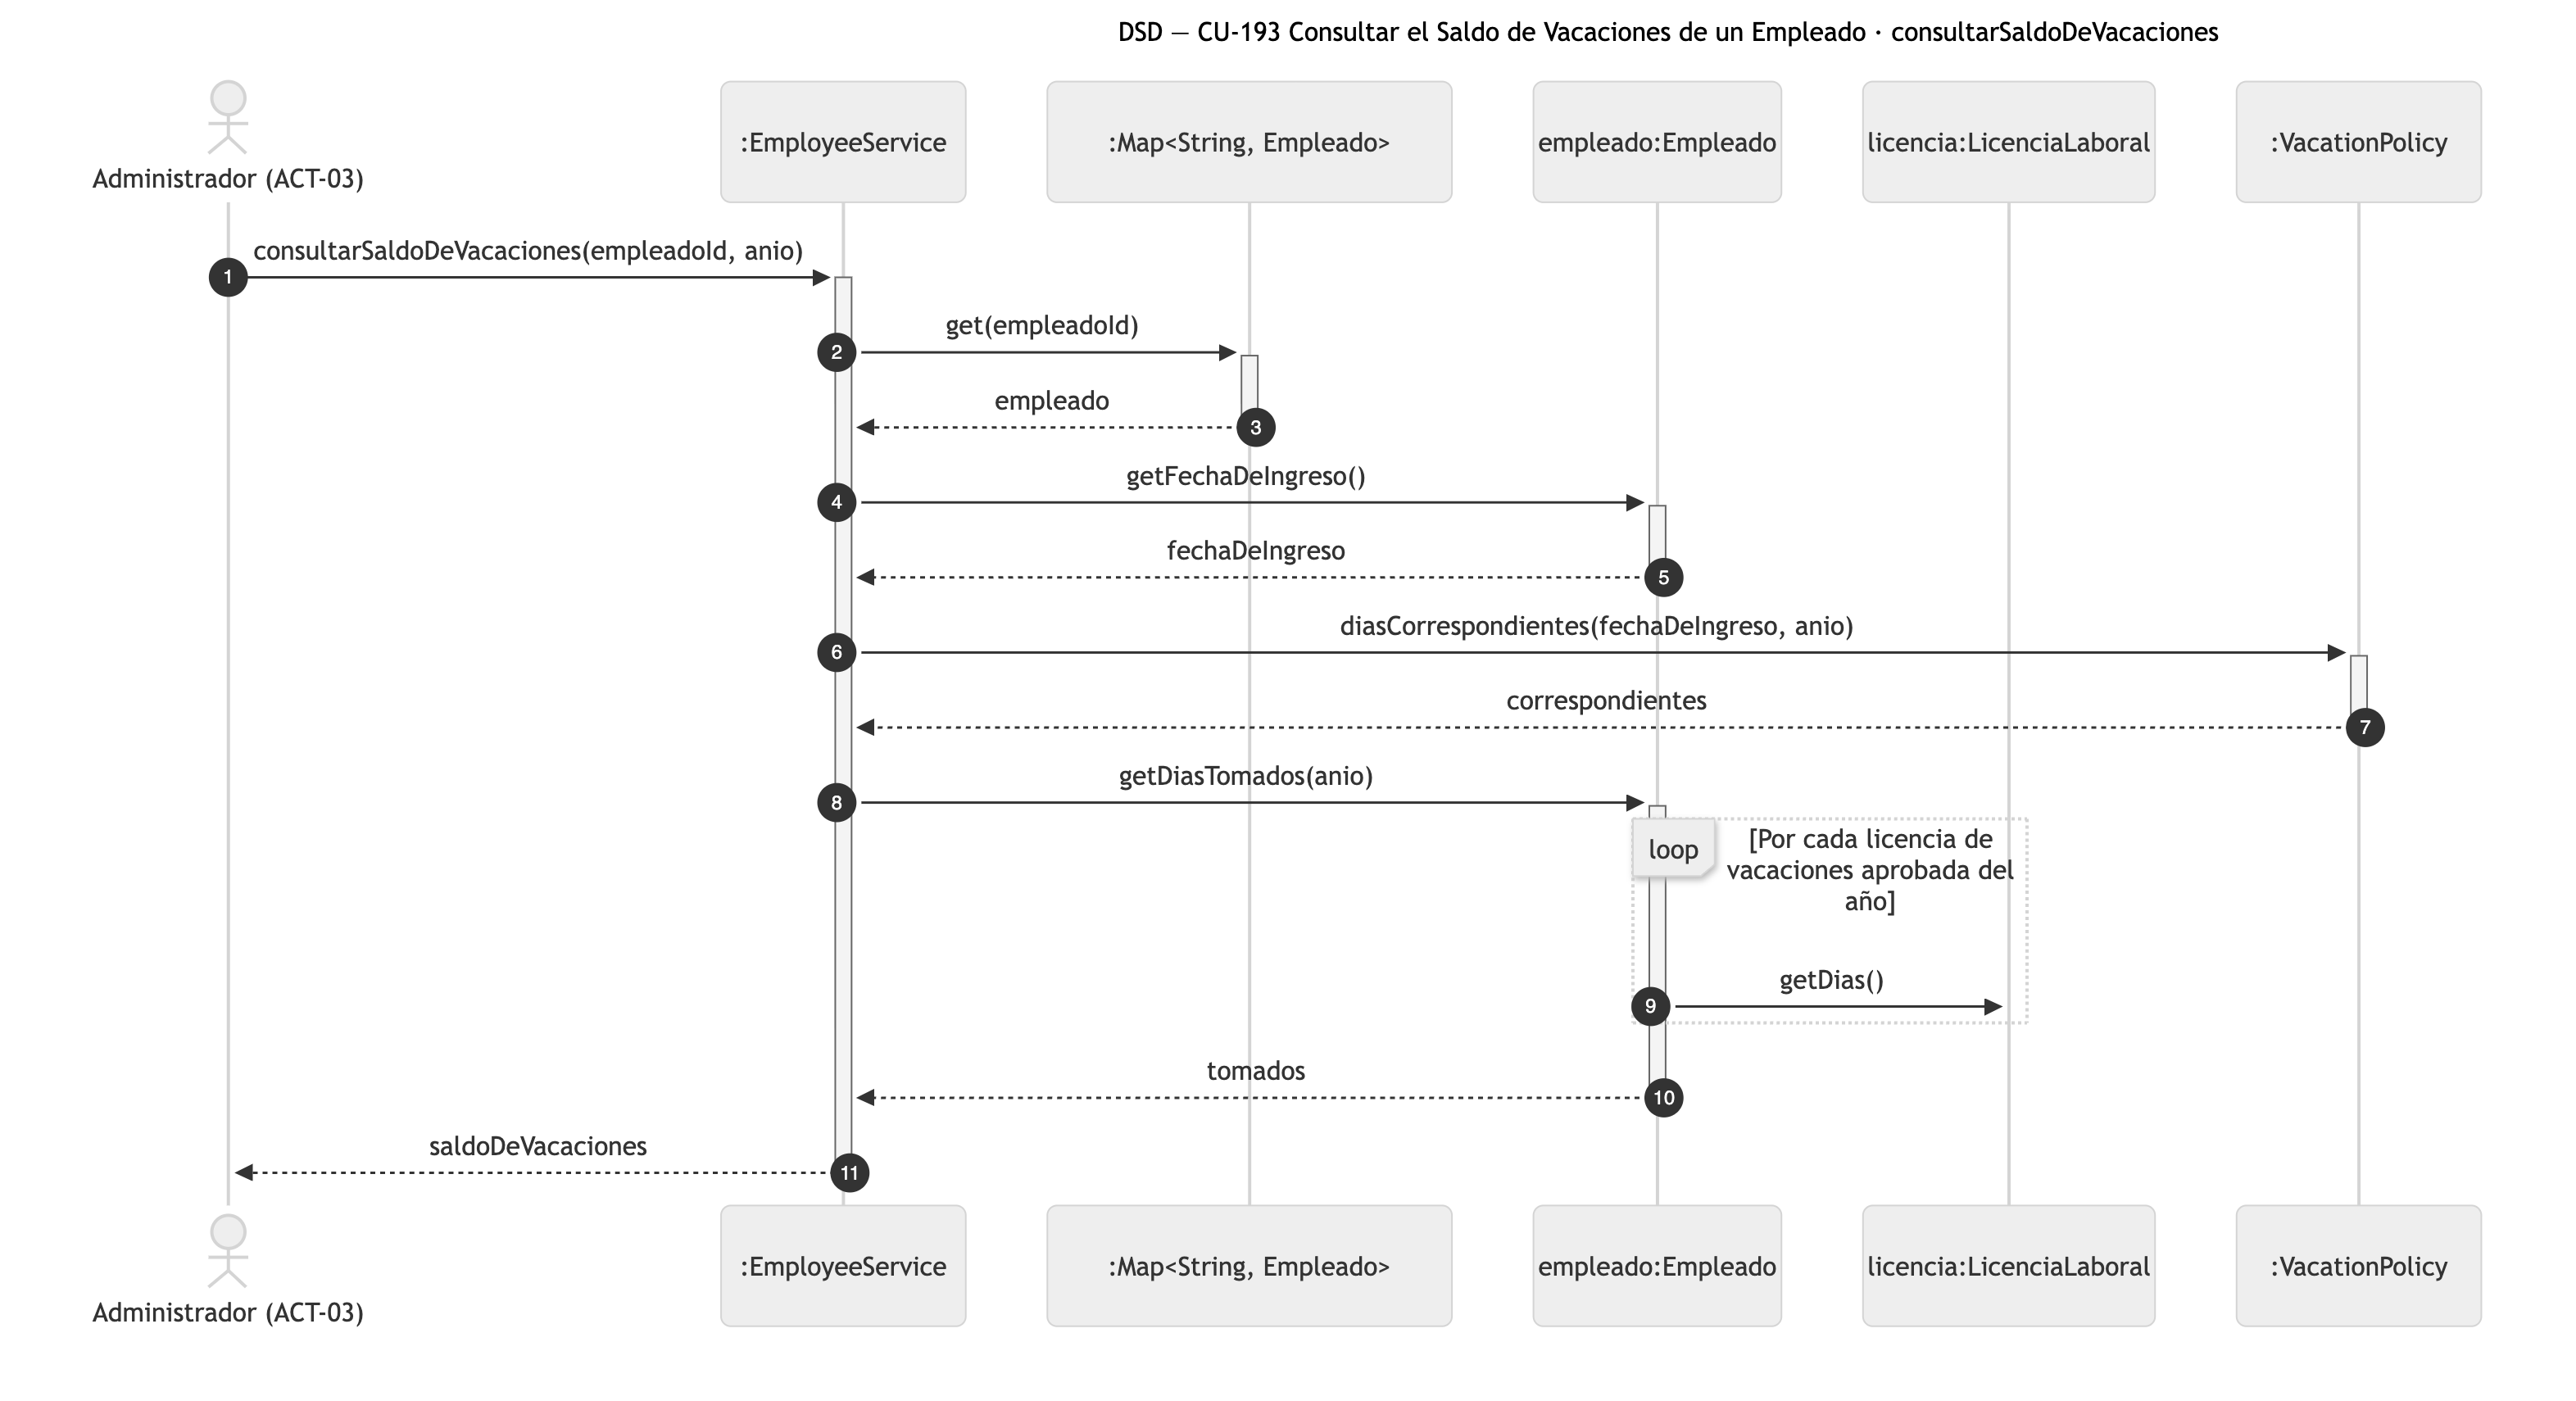 DSD — CU-193 Consultar el Saldo de Vacaciones de un Empleado · consultarSaldoDeVacaciones
Administrador (ACT-03)
:EmployeeService
:Map<String, Empleado>
empleado:Empleado
licencia:LicenciaLaboral
:VacationPolicy
consultarSaldoDeVacaciones(empleadoId, anio)
1
get(empleadoId)
2
empleado
3
getFechaDeIngreso()
4
fechaDeIngreso
5
diasCorrespondientes(fechaDeIngreso, anio)
6
correspondientes
7
getDiasTomados(anio)
8
loop
[Por cada licencia de
vacaciones aprobada del
año]
getDias()
9
tomados
10
saldoDeVacaciones
11
Administrador (ACT-03)
:EmployeeService
:Map<String, Empleado>
empleado:Empleado
licencia:LicenciaLaboral
:VacationPolicy